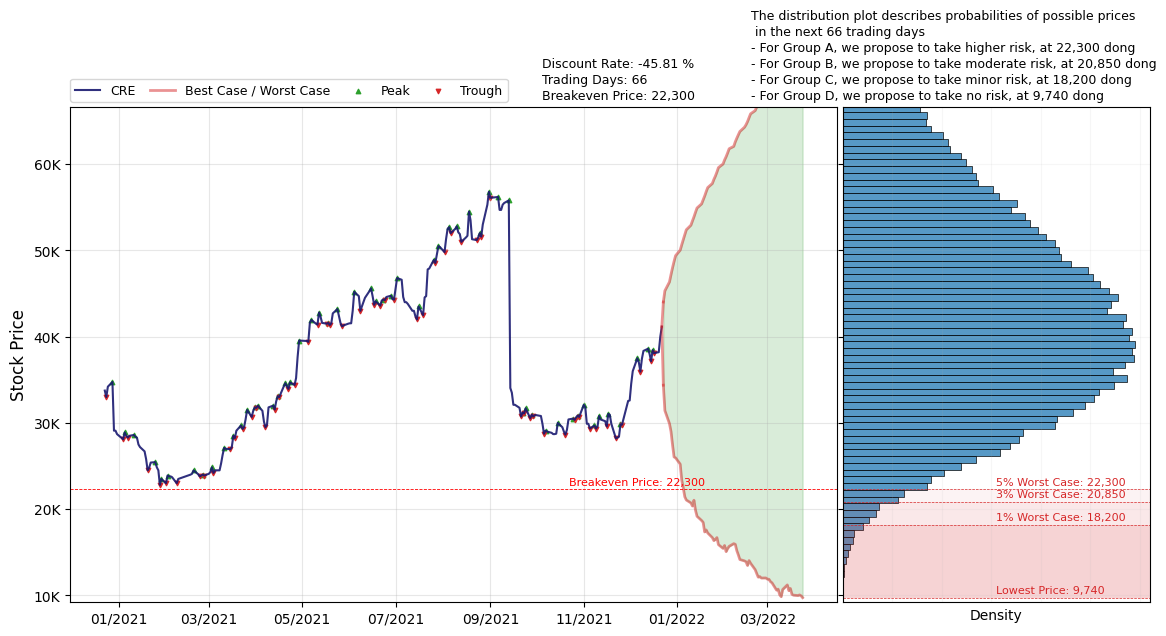 The distribution plot describes probabilities of possible prices
in the next 66 trading days
- For Group A, we propose to take higher risk, at 22,300 dong
- For Group B, we propose to take moderate risk, at 20,850 dong
- For Group C, we propose to take minor risk, at 18,200 dong
- For Group D, we propose to take no risk, at 9,740 dong
Discount Rate: -45.81 %
Trading Days: 66
Breakeven Price: 22,300
CRE
Best Case / Worst Case
Peak
Trough
Stock Price
60K
50K
40K
30K
20K
10K
Breakeven Price: 22,300
01/2021
03/2021
05/2021
07/2021
09/2021
11/2021
01/2022
03/2022
5% Worst Case: 22,300
3% Worst Case: 20,850
1% Worst Case: 18,200
Lowest Price: 9,740
Density